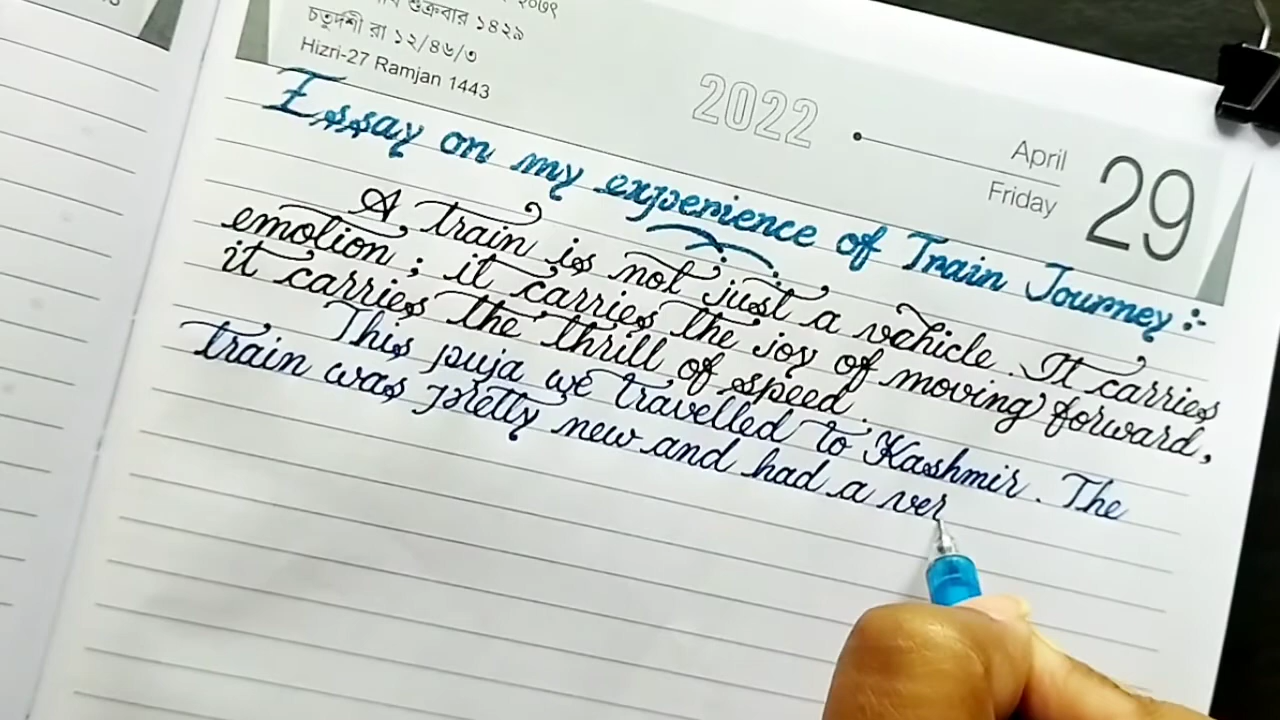 শুক্রবার ১৪২৯
চতুর্দশী রা ১২/৪৬/৩
Hizri-27 Ramjan 1443
2022
April
Friday
29
Essay on my experience of Train Journey :-
A train is not just a vehicle. It carries
emotion; it carries the joy of moving forward,
it carries the thrill of speed.
This puja we travelled to Kashmir. The
train was pretty new and had a ver